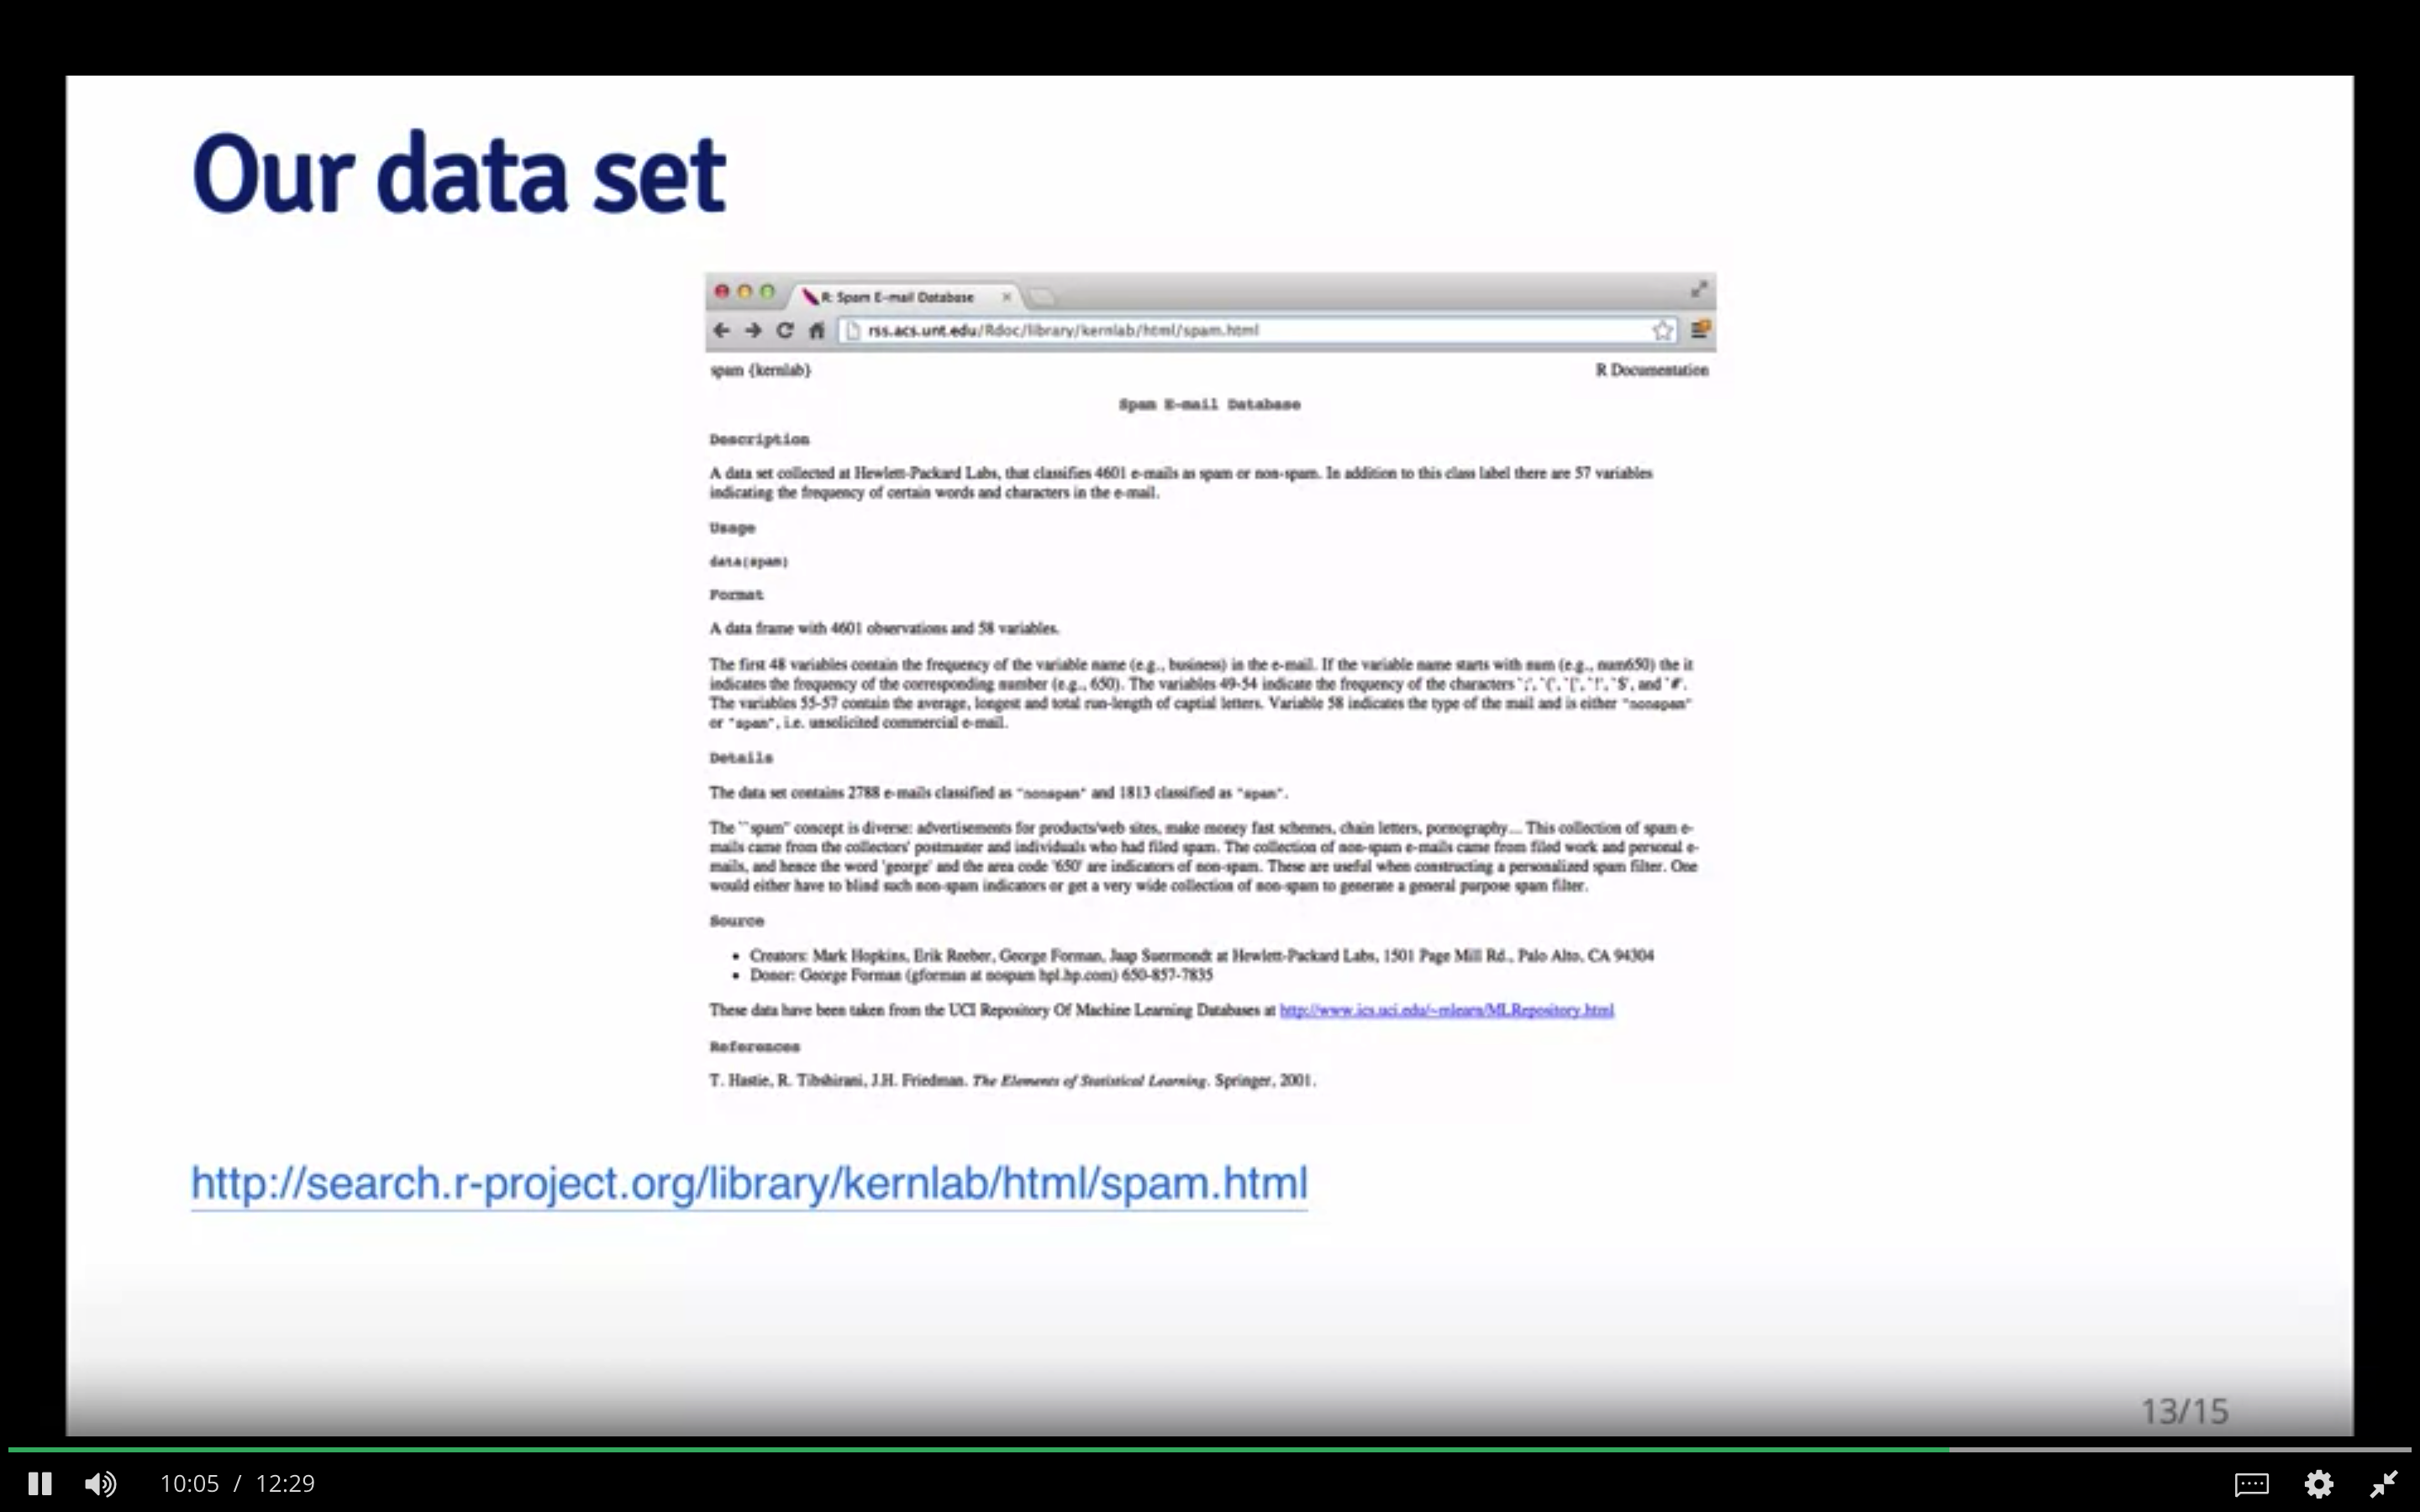 Our data set
R: Spam E-mail Database
rss.acs.unt.edu/Rdoc/library/kernlab/html/spam.html
spam {kernlab}
R Documentation
Spam E-mail Database
Description
A data set collected at Hewlett-Packard Labs, that classifies 4601 e-mails as spam or non-spam. In addition to this class label there are 57 variables
indicating the frequency of certain words and characters in the e-mail.
Usage
data(spam)
Format
A data frame with 4601 observations and 58 variables.
The first 48 variables contain the frequency of the variable name (e.g., business) in the e-mail. If the variable name starts with num (e.g., num650) the it
indicates the frequency of the corresponding number (e.g., 650). The variables 49-54 indicate the frequency of the characters `;', `(', `[', `!', `$', and `#'.
The variables 55-57 contain the average, longest and total run-length of captial letters. Variable 58 indicates the type of the mail and is either "nonspam"
or "spam", i.e. unsolicited commercial e-mail.
Details
The data set contains 2788 e-mails classified as "nonspam" and 1813 classified as "spam".
The ``spam'' concept is diverse: advertisements for products/web sites, make money fast schemes, chain letters, pornography... This collection of spam e-
mails came from the collectors' postmaster and individuals who had filed spam. The collection of non-spam e-mails came from filed work and personal e-
mails, and hence the word 'george' and the area code '650' are indicators of non-spam. These are useful when constructing a personalized spam filter. One
would either have to blind such non-spam indicators or get a very wide collection of non-spam to generate a general purpose spam filter.
Source
• Creators: Mark Hopkins, Erik Reeber, George Forman, Jaap Suermondt at Hewlett-Packard Labs, 1501 Page Mill Rd., Palo Alto, CA 94304
• Donor: George Forman (gforman at nospam hpl.hp.com) 650-857-7835
These data have been taken from the UCI Repository Of Machine Learning Databases at http://www.ics.uci.edu/~mlearn/MLRepository.html
References
T. Hastie, R. Tibshirani, J.H. Friedman. The Elements of Statistical Learning. Springer, 2001.
http://search.r-project.org/library/kernlab/html/spam.html
13/15
10:05 / 12:29